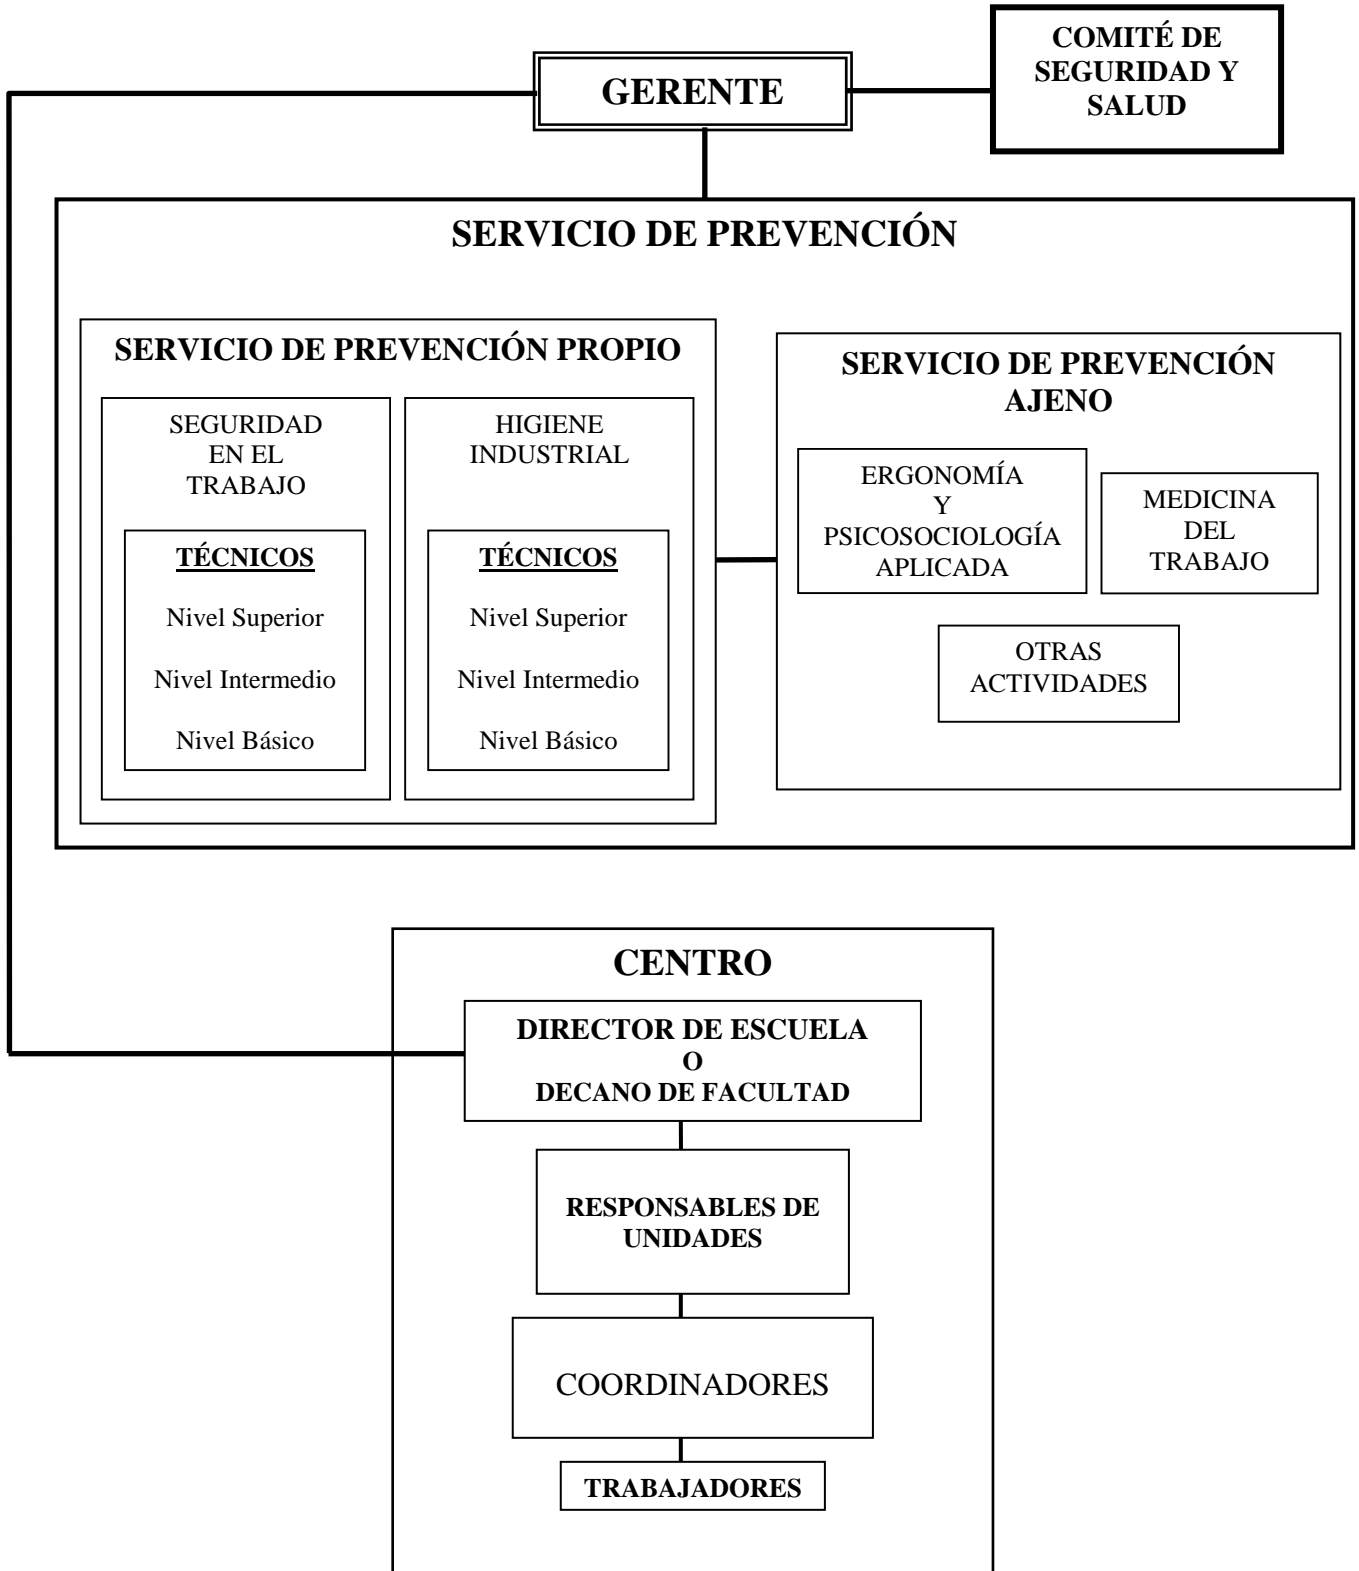 COMITÉ DE
SEGURIDAD Y
SALUD
GERENTE
SERVICIO DE PREVENCIÓN
SERVICIO DE PREVENCIÓN PROPIO
SEGURIDAD
EN EL
TRABAJO
TÉCNICOS
Nivel Superior
Nivel Intermedio
Nivel Básico
HIGIENE
INDUSTRIAL
TÉCNICOS
Nivel Superior
Nivel Intermedio
Nivel Básico
SERVICIO DE PREVENCIÓN
AJENO
ERGONOMÍA
Y
PSICOSOCIOLOGÍA
APLICADA
MEDICINA
DEL
TRABAJO
OTRAS
ACTIVIDADES
CENTRO
DIRECTOR DE ESCUELA
O
DECANO DE FACULTAD
RESPONSABLES DE
UNIDADES
COORDINADORES
TRABAJADORES